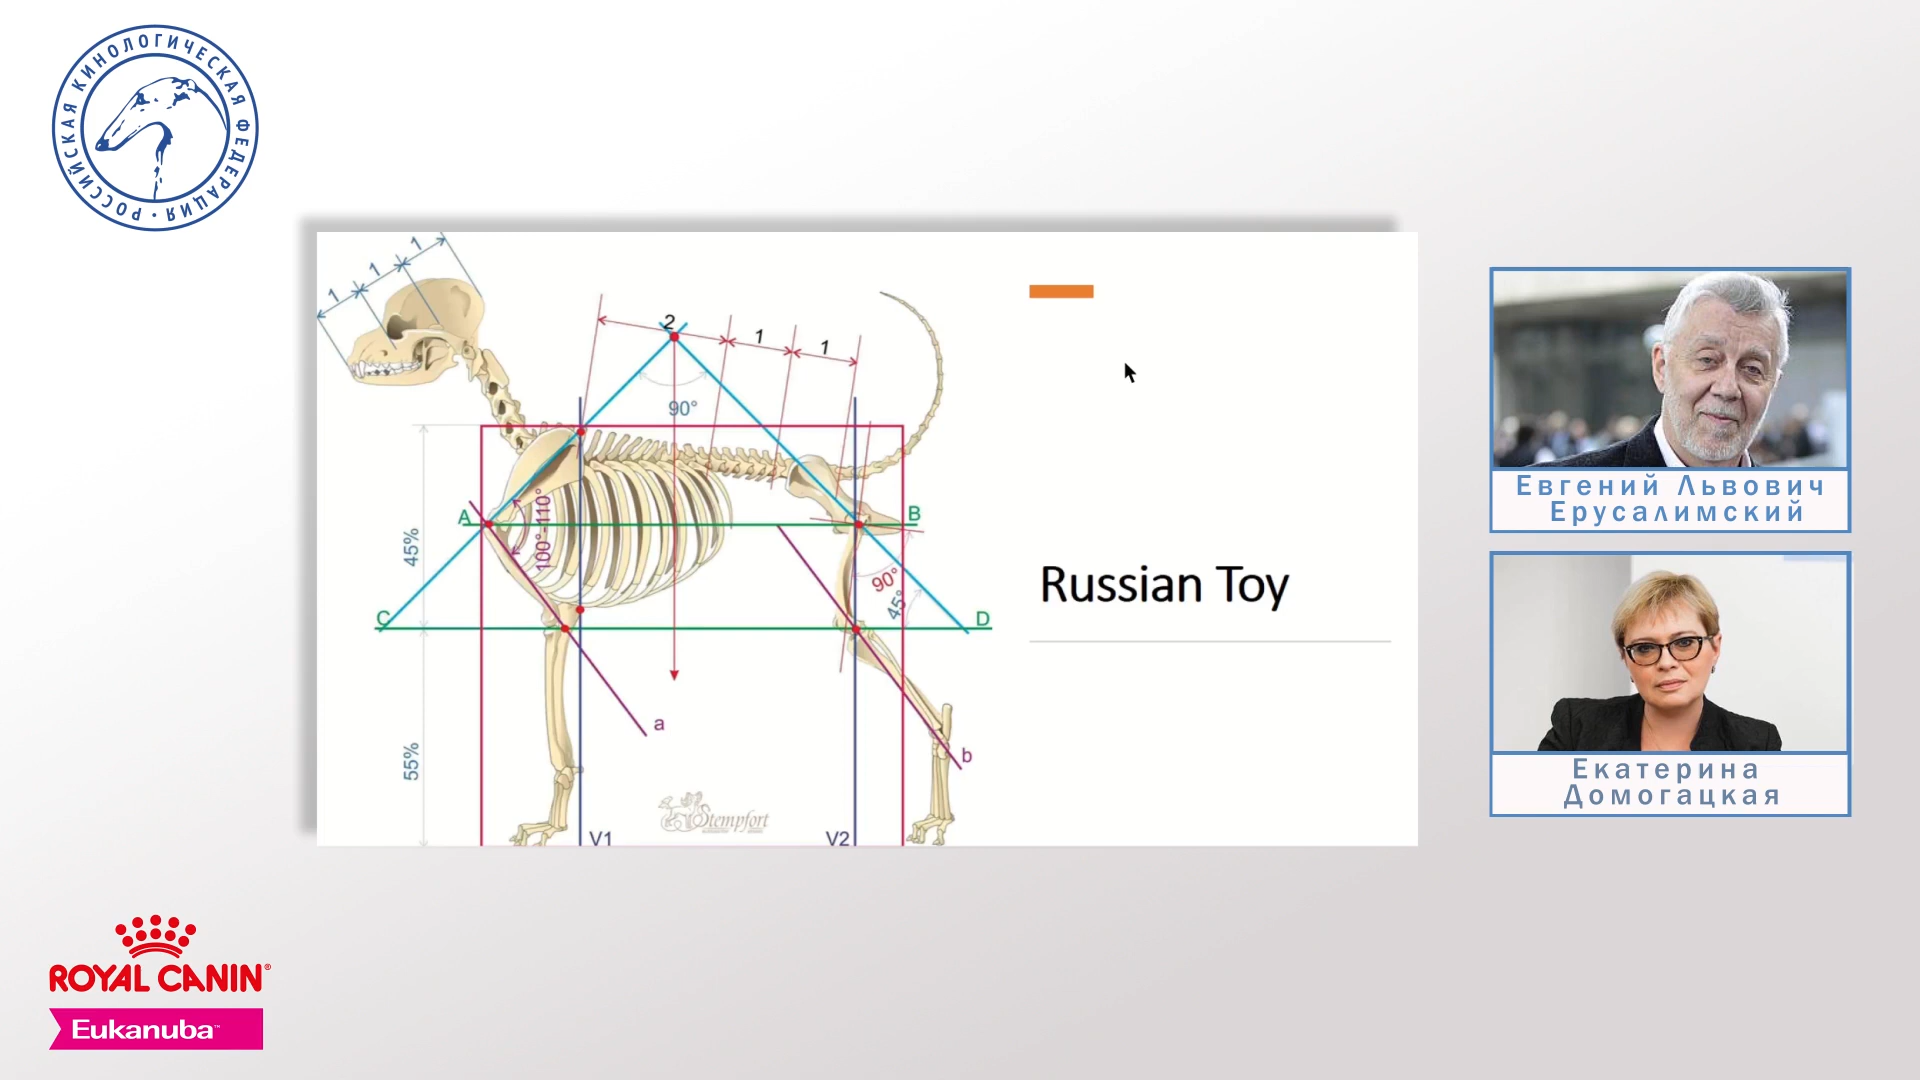 РОССИЙСКАЯ КИНОЛОГИЧЕСКАЯ ФЕДЕРАЦИЯ
1
1
1
2
1
1
90°
A
B
100°-110°
45%
90°
45°
C
D
a
b
55%
V1
V2
Stempfort
Russian Toy
Евгений Львович
Ерусалимский
Екатерина
Домогацкая
ROYAL CANIN®
Eukanuba™